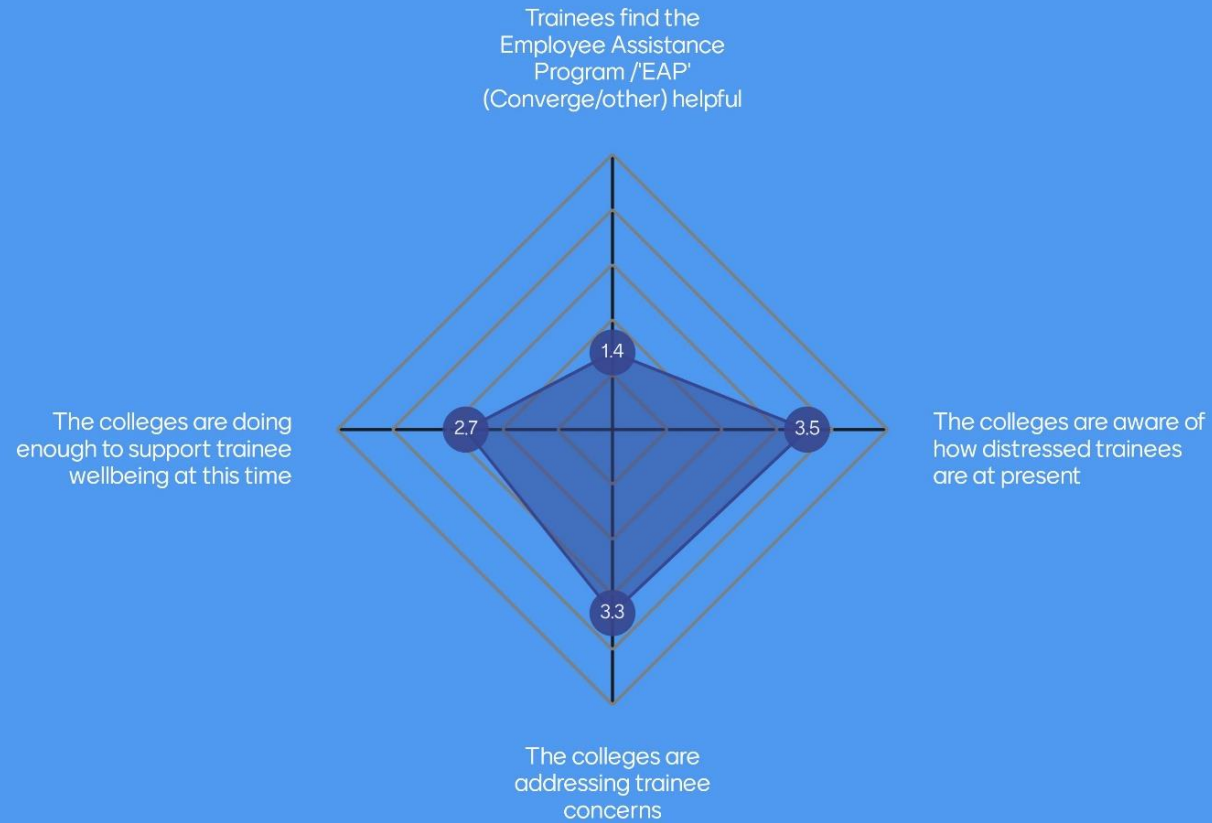 Trainees find the
Employee Assistance
Program /'EAP'
(Converge/other) helpful
1.4
The colleges are doing
enough to support trainee
wellbeing at this time
2.7
3.5
The colleges are aware of
how distressed trainees
are at present
3.3
The colleges are
addressing trainee
concerns